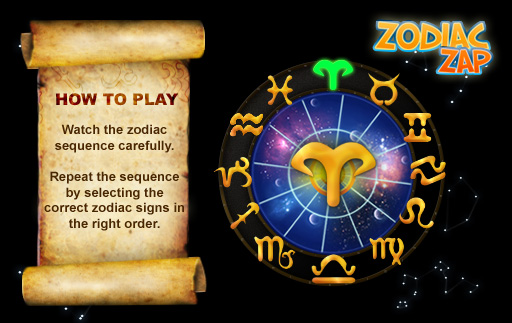 ZODIAC
ZAP
HOW TO PLAY
Watch the zodiac
sequence carefully.
Repeat the sequence
by selecting the
correct zodiac signs in
the right order.